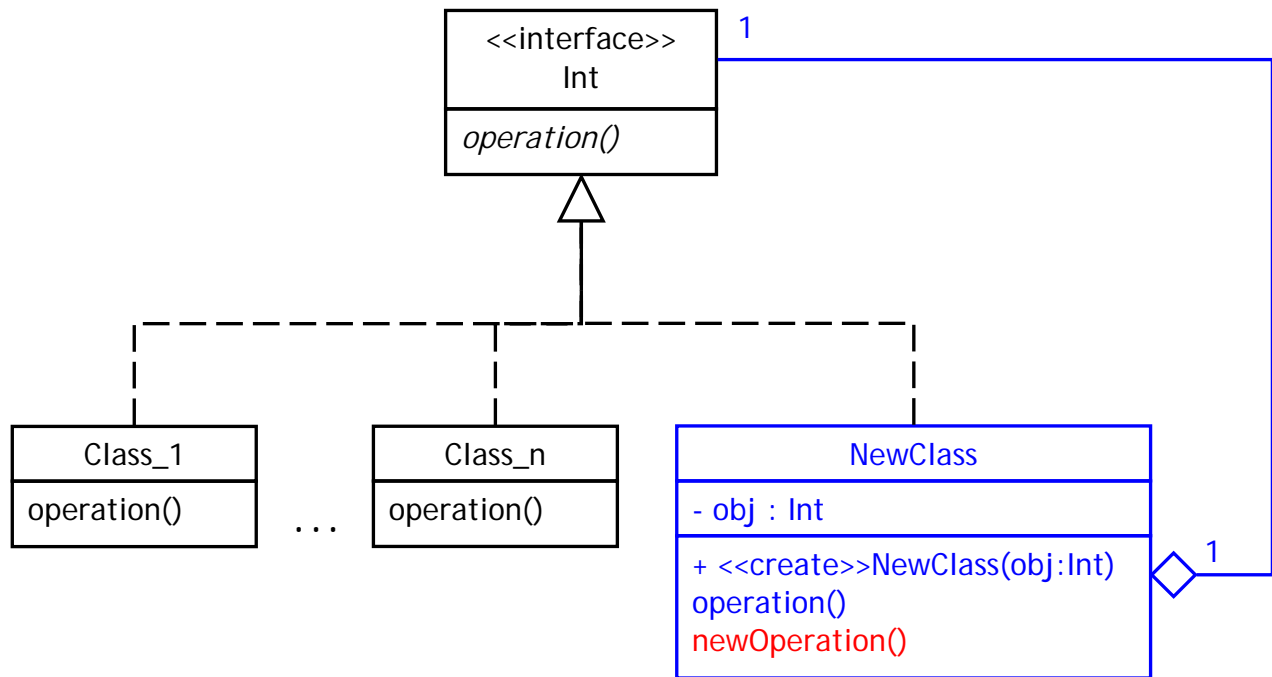 <<interface>>
Int
operation()
1
Class_1
operation()
...
Class_n
operation()
NewClass
- obj : Int
+ <<create>>NewClass(obj:Int)
operation()
newOperation()
1